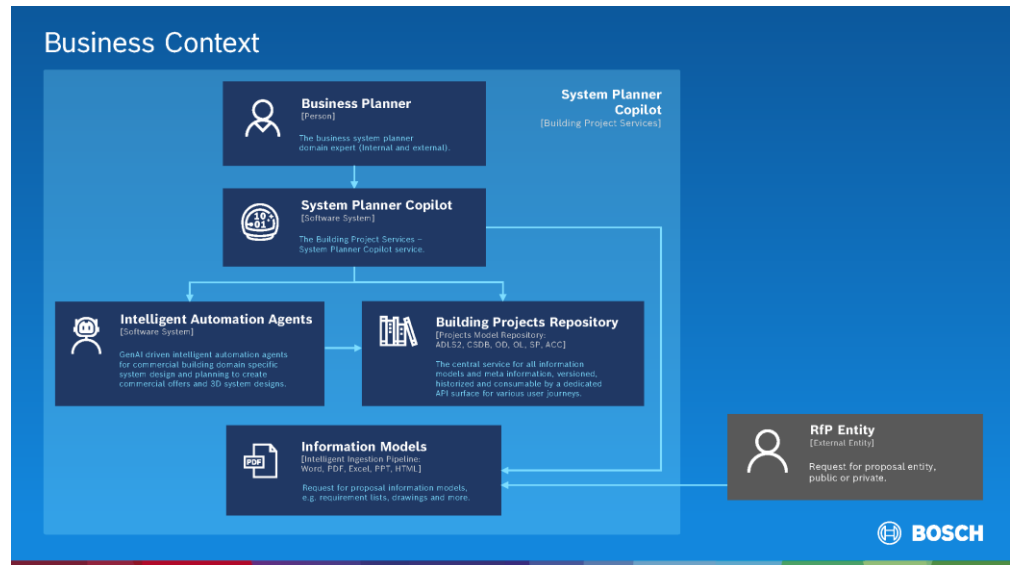 Business Context
Business Planner
[Person]
The business system planner
domain expert (Internal and external).
System Planner
Copilot
[Building Project Services]
System Planner Copilot
[Software System]
The Building Project Services –
System Planner Copilot service.
10
01
Intelligent Automation Agents
[Software System]
GenAI driven intelligent automation agents
for commercial building domain specific
system design and planning to create
commercial offers and 3D system designs.
Building Projects Repository
[Projects Model Repository:
ADLS2, CSDB, OD, OL, SP, ACC]
The central service for all information
models and meta information, versioned,
historized and consumable by a dedicated
API surface for various user journeys.
Information Models
[Intelligent Ingestion Pipeline:
Word, PDF, Excel, PPT, HTML]
Request for proposal information models,
e.g. requirement lists, drawings and more.
PDF
RfP Entity
[External Entity]
Request for proposal entity,
public or private.
BOSCH